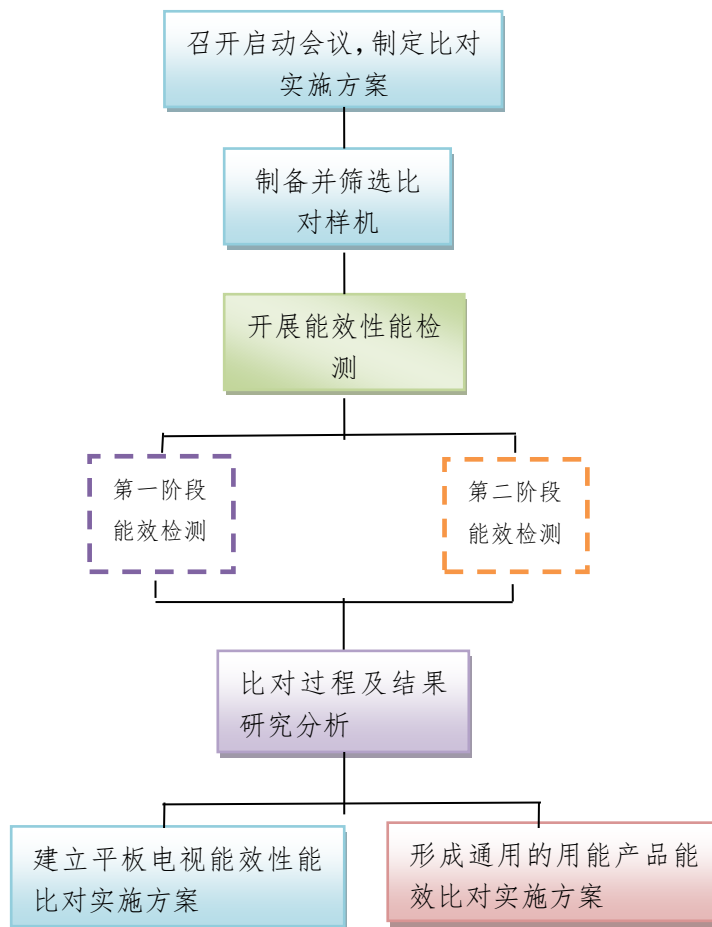 召开启动会议,制定比对
实施方案
制备并筛选比
对样机
开展能效性能检
测
第一阶段
能效检测
第二阶段
能效检测
比对过程及结果
研究分析
建立平板电视能效性能
比对实施方案
形成通用的用能产品能
效比对实施方案